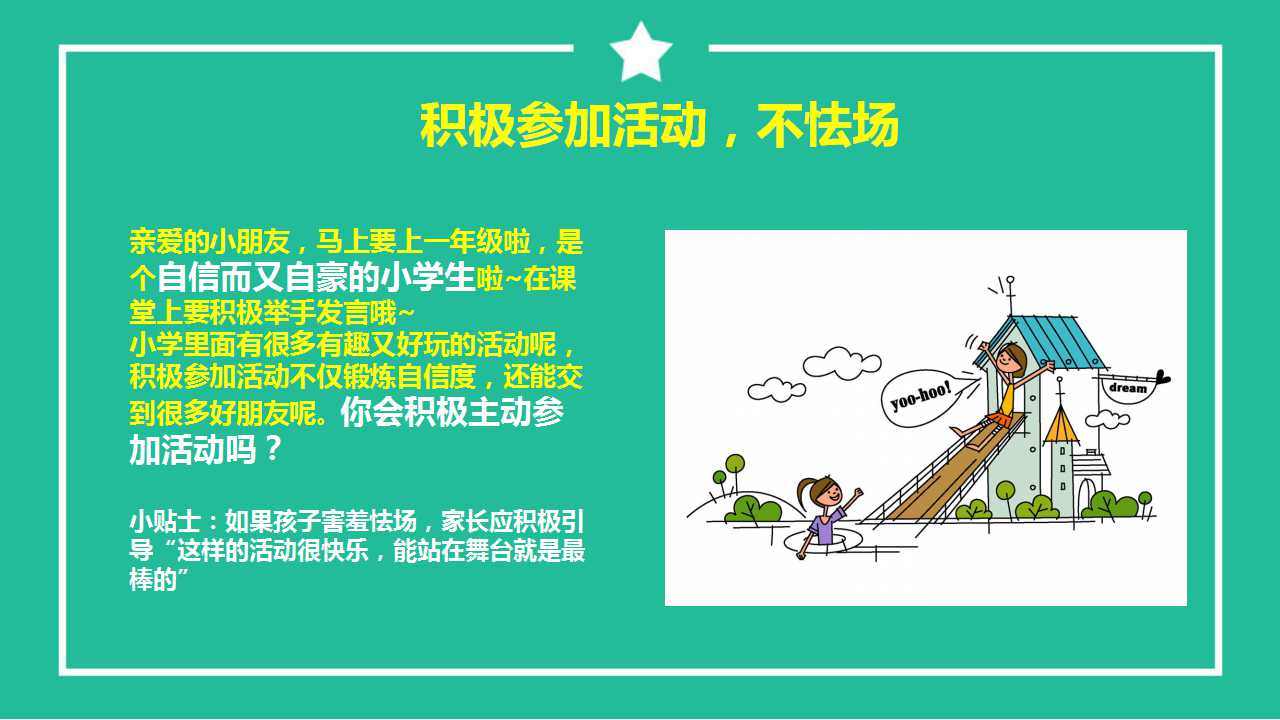 积极参加活动，不怯场
亲爱的小朋友，马上要上一年级啦，是
个自信而又自豪的小学生啦~在课
堂上要积极举手发言哦~
小学里面有很多有趣又好玩的活动呢，
积极参加活动不仅锻炼自信度，还能交
到很多好朋友呢。你会积极主动参
加活动吗？
小贴士：如果孩子害羞怯场，家长应积极引
导“这样的活动很快乐，能站在舞台就是最
棒的”
yoo-hoo!
dream